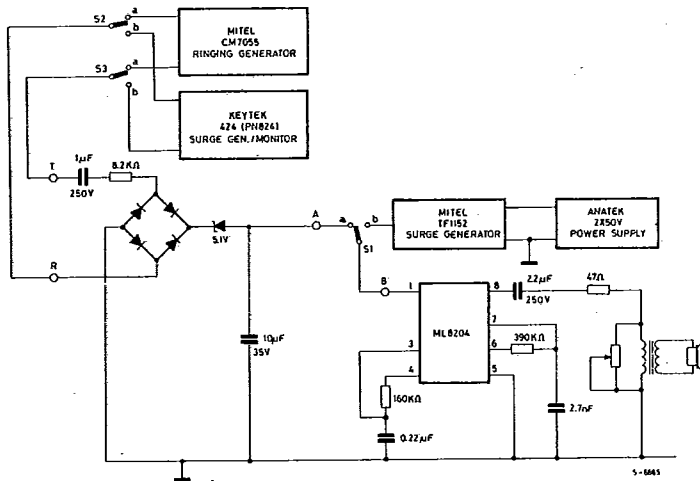 S2
a
b
MITEL
CM7055
RINGING GENERATOR
S3
a
b
KEYTEK
424 (PN824)
SURGE GEN./MONITOR
T
1µF
250V
8.2KΩ
5.1V
A
a
b
S1
MITEL
TF1152
SURGE GENERATOR
ANATEK
2X50V
POWER SUPPLY
R
B
1
ML8204
8
2.2µF
250V
47Ω
7
6
390KΩ
5
3
4
10µF
35V
160KΩ
0.22µF
2.7nF
S-6665